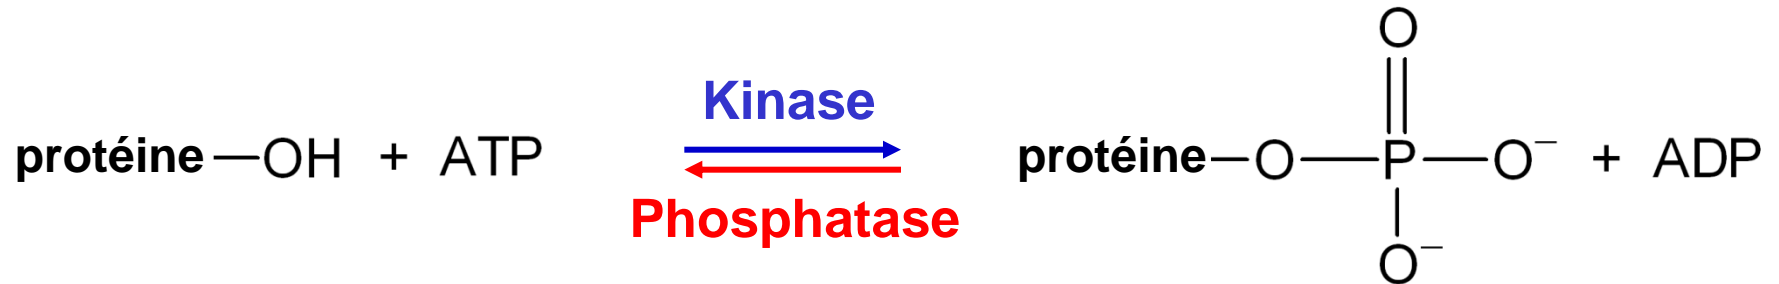 O
Kinase
protéine—OH + ATP
protéine—O—P—O⁻ + ADP
Phosphatase
O⁻